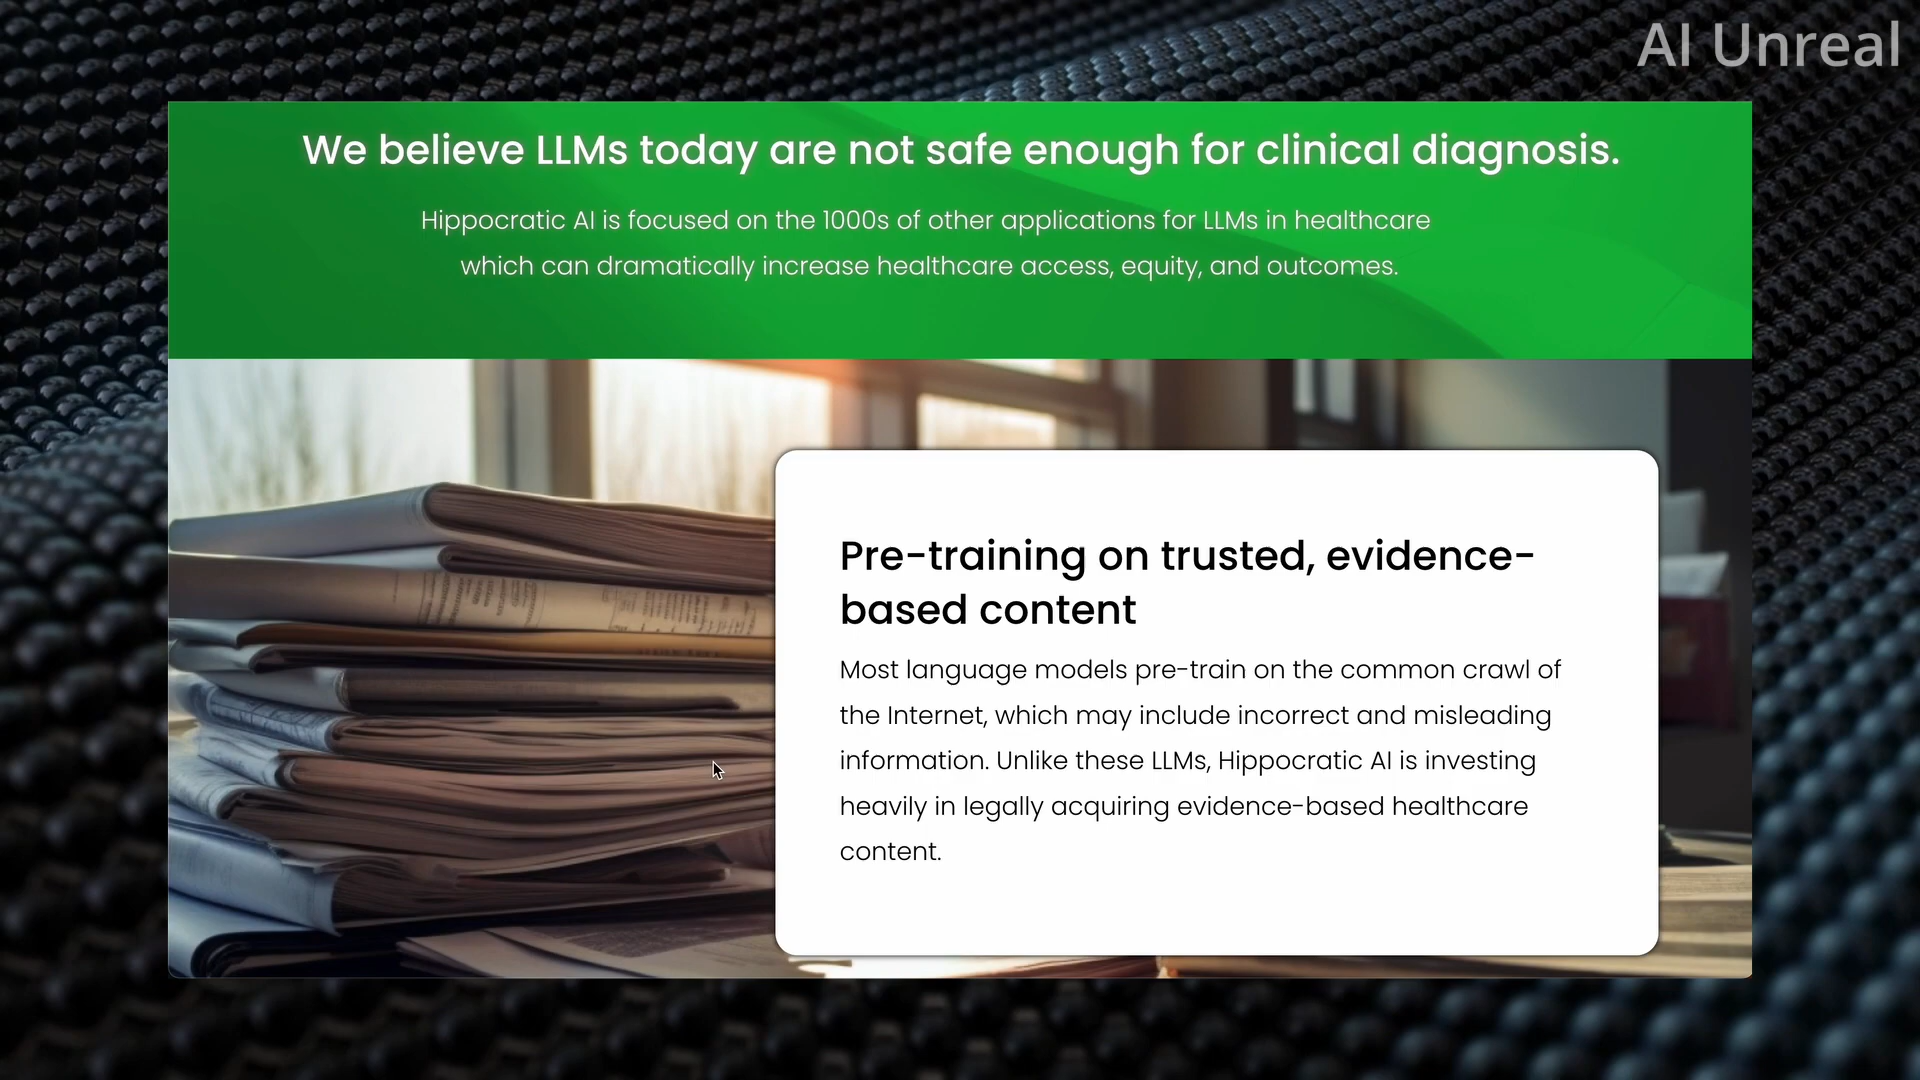 AI Unreal
We believe LLMs today are not safe enough for clinical diagnosis.
Hippocratic AI is focused on the 1000s of other applications for LLMs in healthcare
which can dramatically increase healthcare access, equity, and outcomes.
Pre-training on trusted, evidence-
based content
Most language models pre-train on the common crawl of
the Internet, which may include incorrect and misleading
information. Unlike these LLMs, Hippocratic AI is investing
heavily in legally acquiring evidence-based healthcare
content.